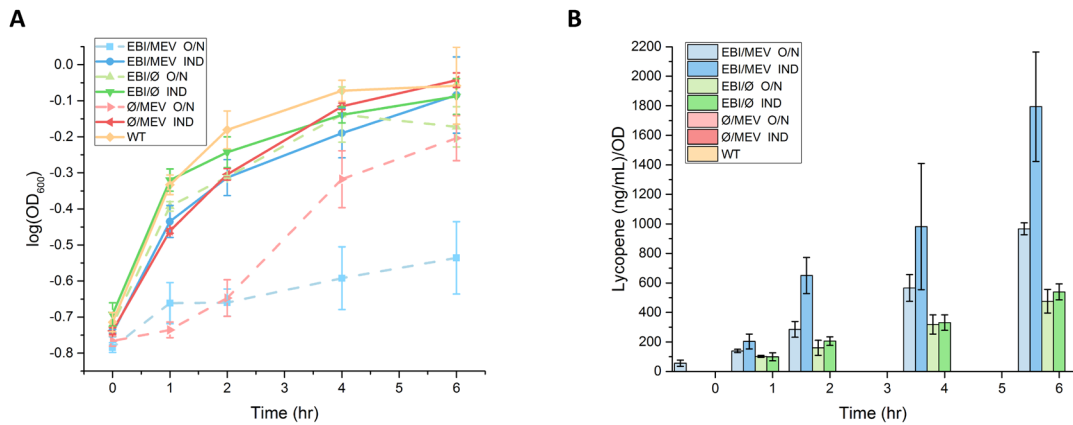 A
EBI/MEV O/N
EBI/MEV IND
EBI/Ø O/N
EBI/Ø IND
Ø/MEV O/N
Ø/MEV IND
WT
0.0
-0.1
-0.2
-0.3
-0.4
-0.5
-0.6
-0.7
-0.8
log(OD600)
0 1 2 3 4 5 6
Time (hr)
B
EBI/MEV O/N
EBI/MEV IND
EBI/Ø O/N
EBI/Ø IND
Ø/MEV O/N
Ø/MEV IND
WT
2200
2000
1800
1600
1400
1200
1000
800
600
400
200
0
Lycopene (ng/mL)/OD
0 1 2 3 4 5 6
Time (hr)